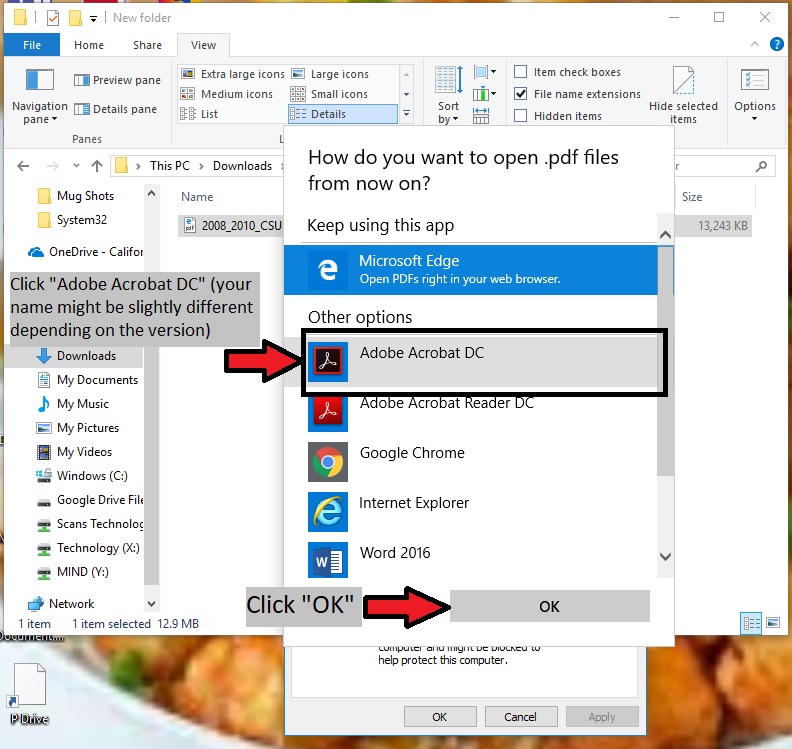 New folder
File
Home
Share
View
Navigation
pane
Preview pane
Details pane
Panes
Extra large icons
Large icons
Medium icons
Small icons
List
Details
Sort
by
Item check boxes
File name extensions
Hidden items
Hide selected
items
Options
This PC > Downloads
Name
Size
Mug Shots
System32
OneDrive - Califor
2008_2010_CSU
13,243 KB
Click "Adobe Acrobat DC" (your
name might be slightly different
depending on the version)
Downloads
My Documents
My Music
My Pictures
My Videos
Windows (C:)
Google Drive File
Scans Technolog
Technology (X:)
MIND (Y:)
Network
1 item
1 item selected 12.9 MB
How do you want to open .pdf files
from now on?
Keep using this app
Microsoft Edge
Open PDFs right in your web browser.
Other options
Adobe Acrobat DC
Adobe Acrobat Reader DC
Google Chrome
Internet Explorer
Word 2016
Click "OK"
OK
computer and might be blocked to
help protect this computer.
OK
Cancel
Apply
P Drive